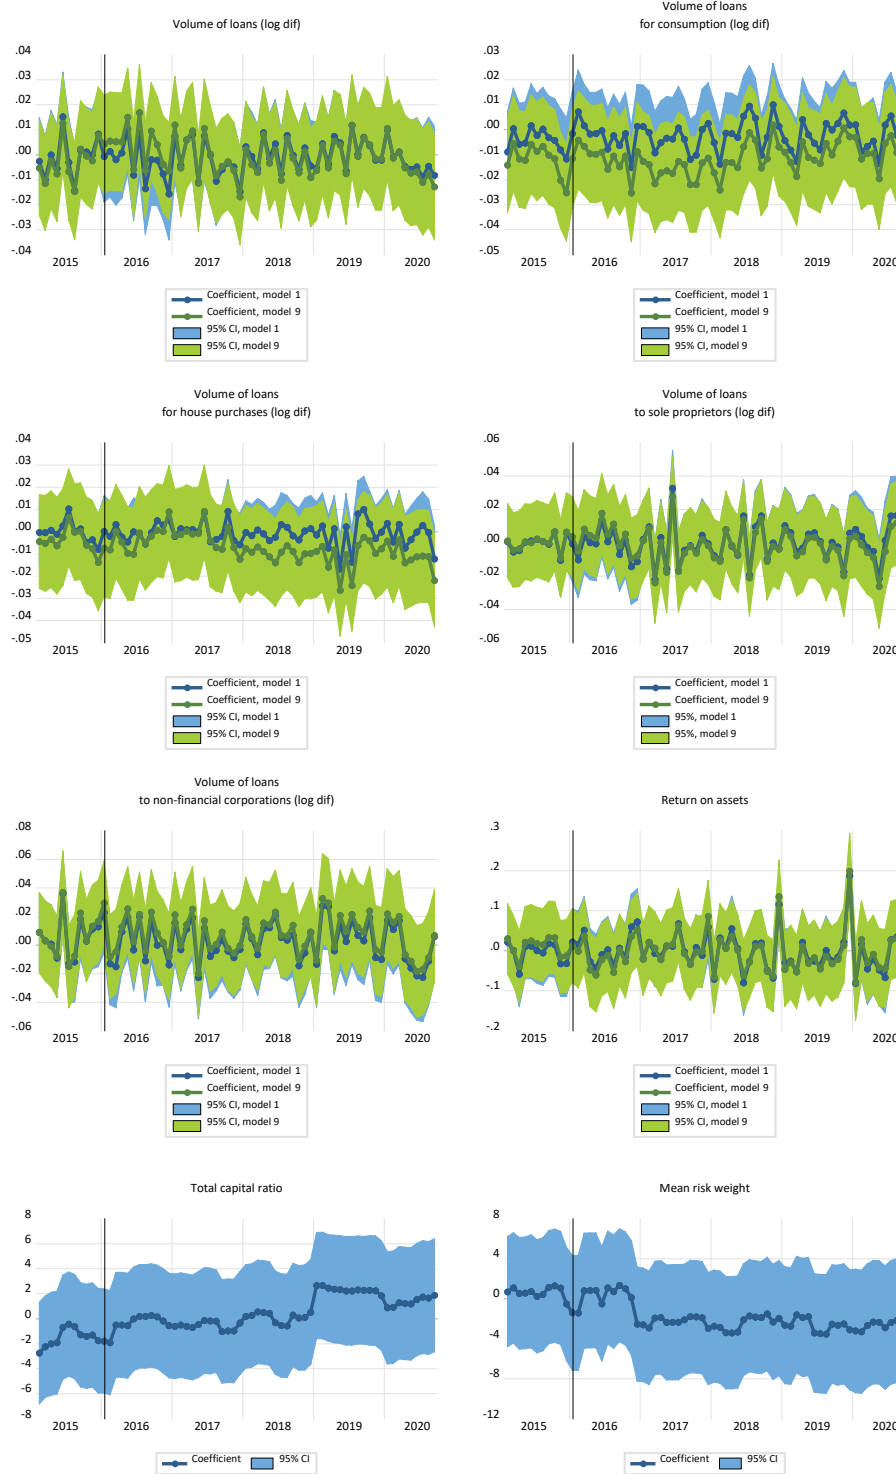 Volume of loans (log dif)
.04
.03
.02
.01
.00
-.01
-.02
-.03
-.04
2015 2016 2017 2018 2019 2020
Coefficient, model 1
Coefficient, model 9
95% CI, model 1
95% CI, model 9
Volume of loans
for consumption (log dif)
.03
.02
.01
.00
-.01
-.02
-.03
-.04
-.05
2015 2016 2017 2018 2019 2020
Coefficient, model 1
Coefficient, model 9
95% CI, model 1
95% CI, model 9
Volume of loans
for house purchases (log dif)
.04
.03
.02
.01
.00
-.01
-.02
-.03
-.04
-.05
2015 2016 2017 2018 2019 2020
Coefficient, model 1
Coefficient, model 9
95% CI, model 1
95% CI, model 9
Volume of loans
to sole proprietors (log dif)
.06
.04
.02
.00
-.02
-.04
-.06
2015 2016 2017 2018 2019 2020
Coefficient, model 1
Coefficient, model 9
95%, model 1
95%, model 9
Volume of loans
to non-financial corporations (log dif)
.08
.06
.04
.02
.00
-.02
-.04
-.06
2015 2016 2017 2018 2019 2020
Coefficient, model 1
Coefficient, model 9
95% CI, model 1
95% CI, model 9
Return on assets
.3
.2
.1
.0
-.1
-.2
2015 2016 2017 2018 2019 2020
Coefficient, model 1
Coefficient, model 9
95% CI, model 1
95% CI, model 9
Total capital ratio
8
6
4
2
0
-2
-4
-6
-8
2015 2016 2017 2018 2019 2020
Coefficient 95% CI
Mean risk weight
8
4
0
-4
-8
-12
2015 2016 2017 2018 2019 2020
Coefficient 95% CI